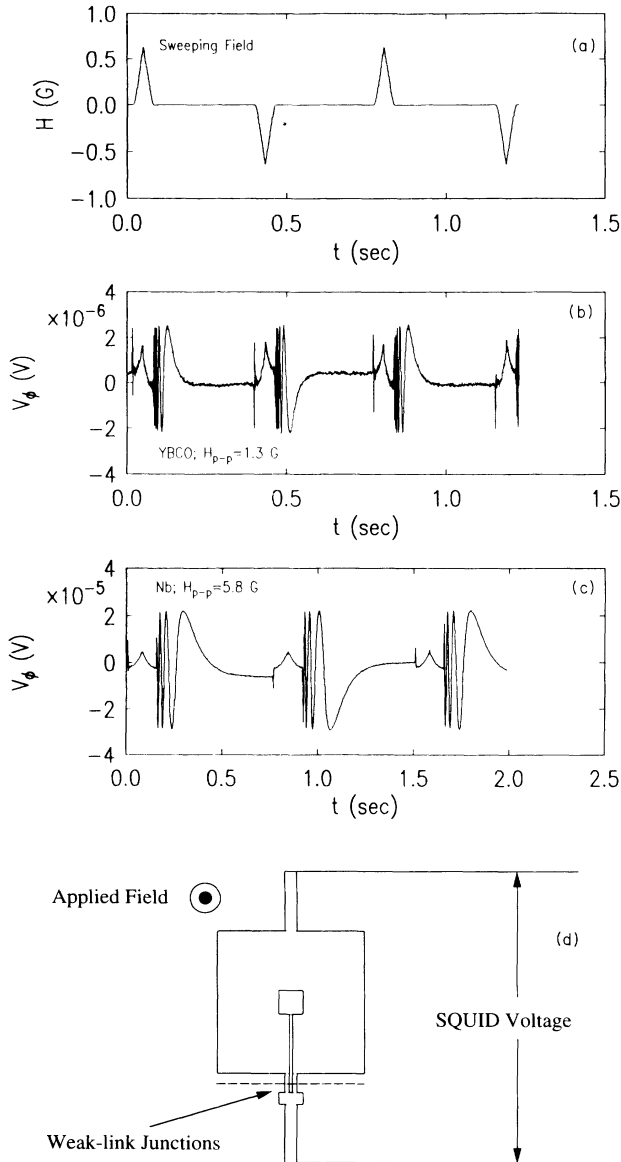 1.0
Sweeping Field
(a)
0.5
0.0
−0.5
−1.0
H (G)
0.0
0.5
1.0
1.5
t (sec)
×10⁻⁶
4
(b)
2
0
−2
−4
V_ϕ (V)
YBCO; H_p−p=1.3 G
0.0
0.5
1.0
1.5
t (sec)
×10⁻⁵
4
Nb; H_p−p=5.8 G
(c)
2
0
−2
−4
V_ϕ (V)
0.0
0.5
1.0
1.5
2.0
2.5
t (sec)
Applied Field
(d)
SQUID Voltage
Weak-link Junctions